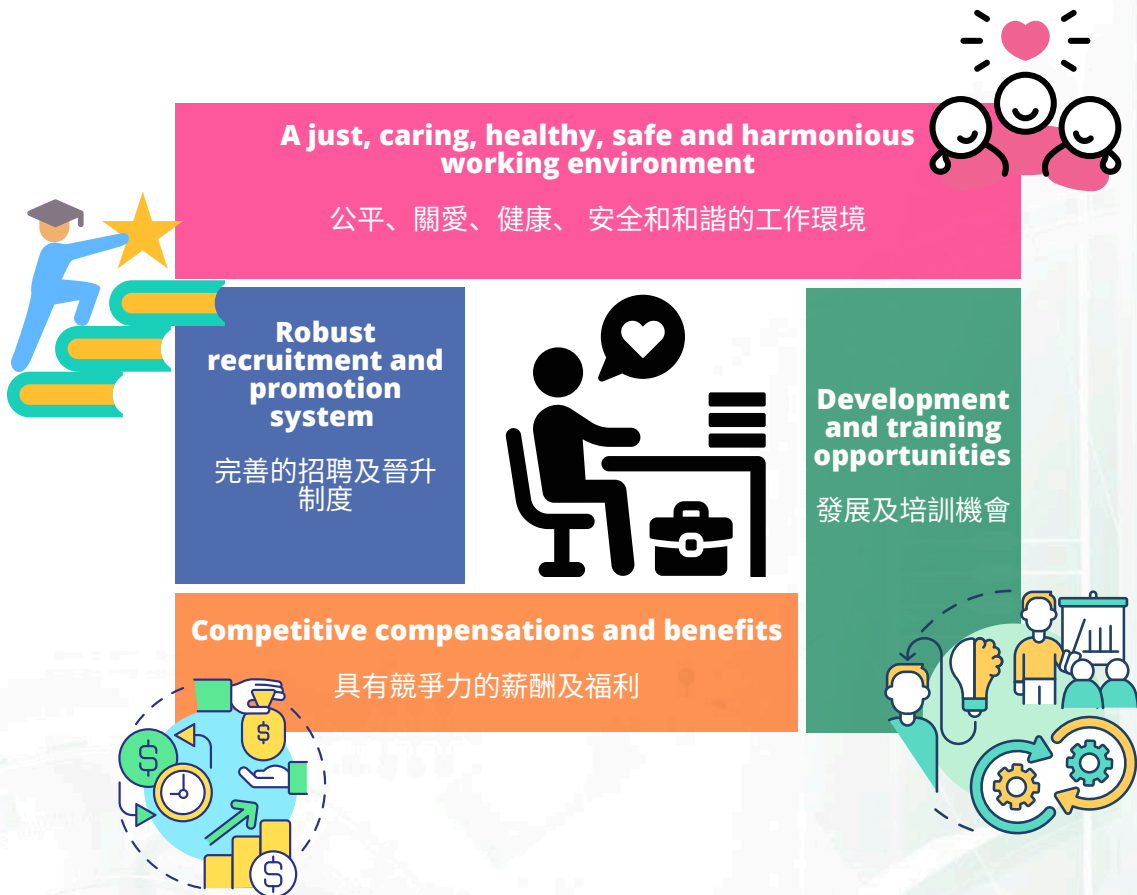 A just, caring, healthy, safe and harmonious
working environment
公平、關愛、健康、 安全和和諧的工作環境
Robust
recruitment and
promotion
system
完善的招聘及晉升
制度
Development
and training
opportunities
發展及培訓機會
Competitive compensations and benefits
具有競爭力的薪酬及福利
$
$
$